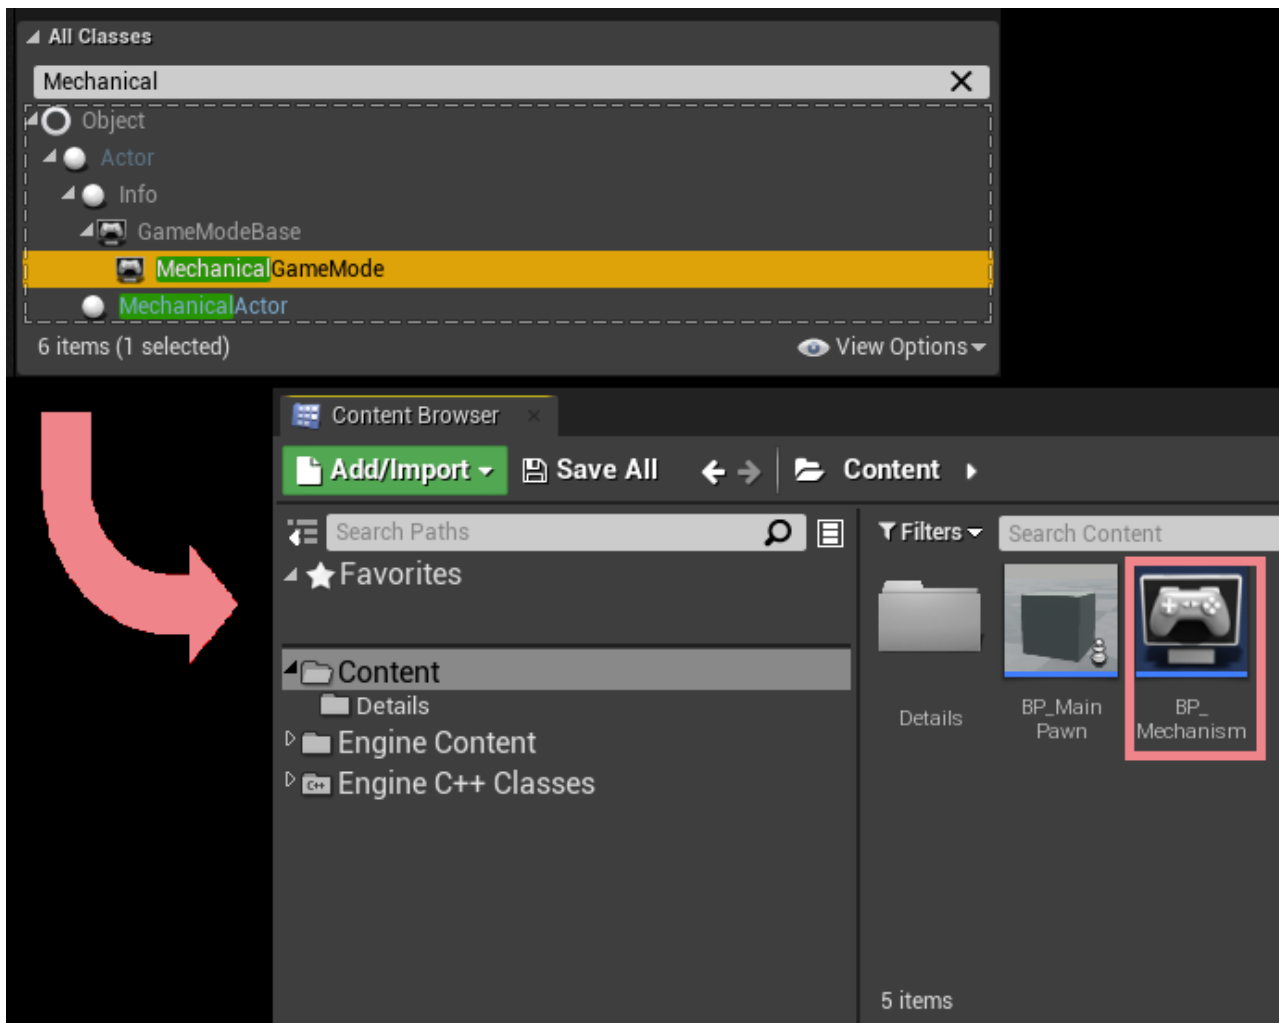 All Classes
Mechanical
Object
Actor
Info
GameModeBase
MechanicalGameMode
MechanicalActor
6 items (1 selected)
View Options
Content Browser
Add/Import
Save All
Content
Search Paths
Filters
Search Content
Favorites
Content
Details
Engine Content
C++
Engine C++ Classes
Details
BP_Main
Pawn
BP_
Mechanism
5 items